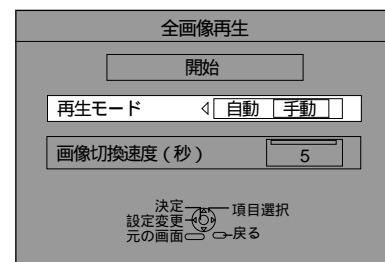 全画像再生
開始
再生モード 自動 手動
画像切換速度(秒) 5
決定 項目選択
設定変更
元の画面 戻る